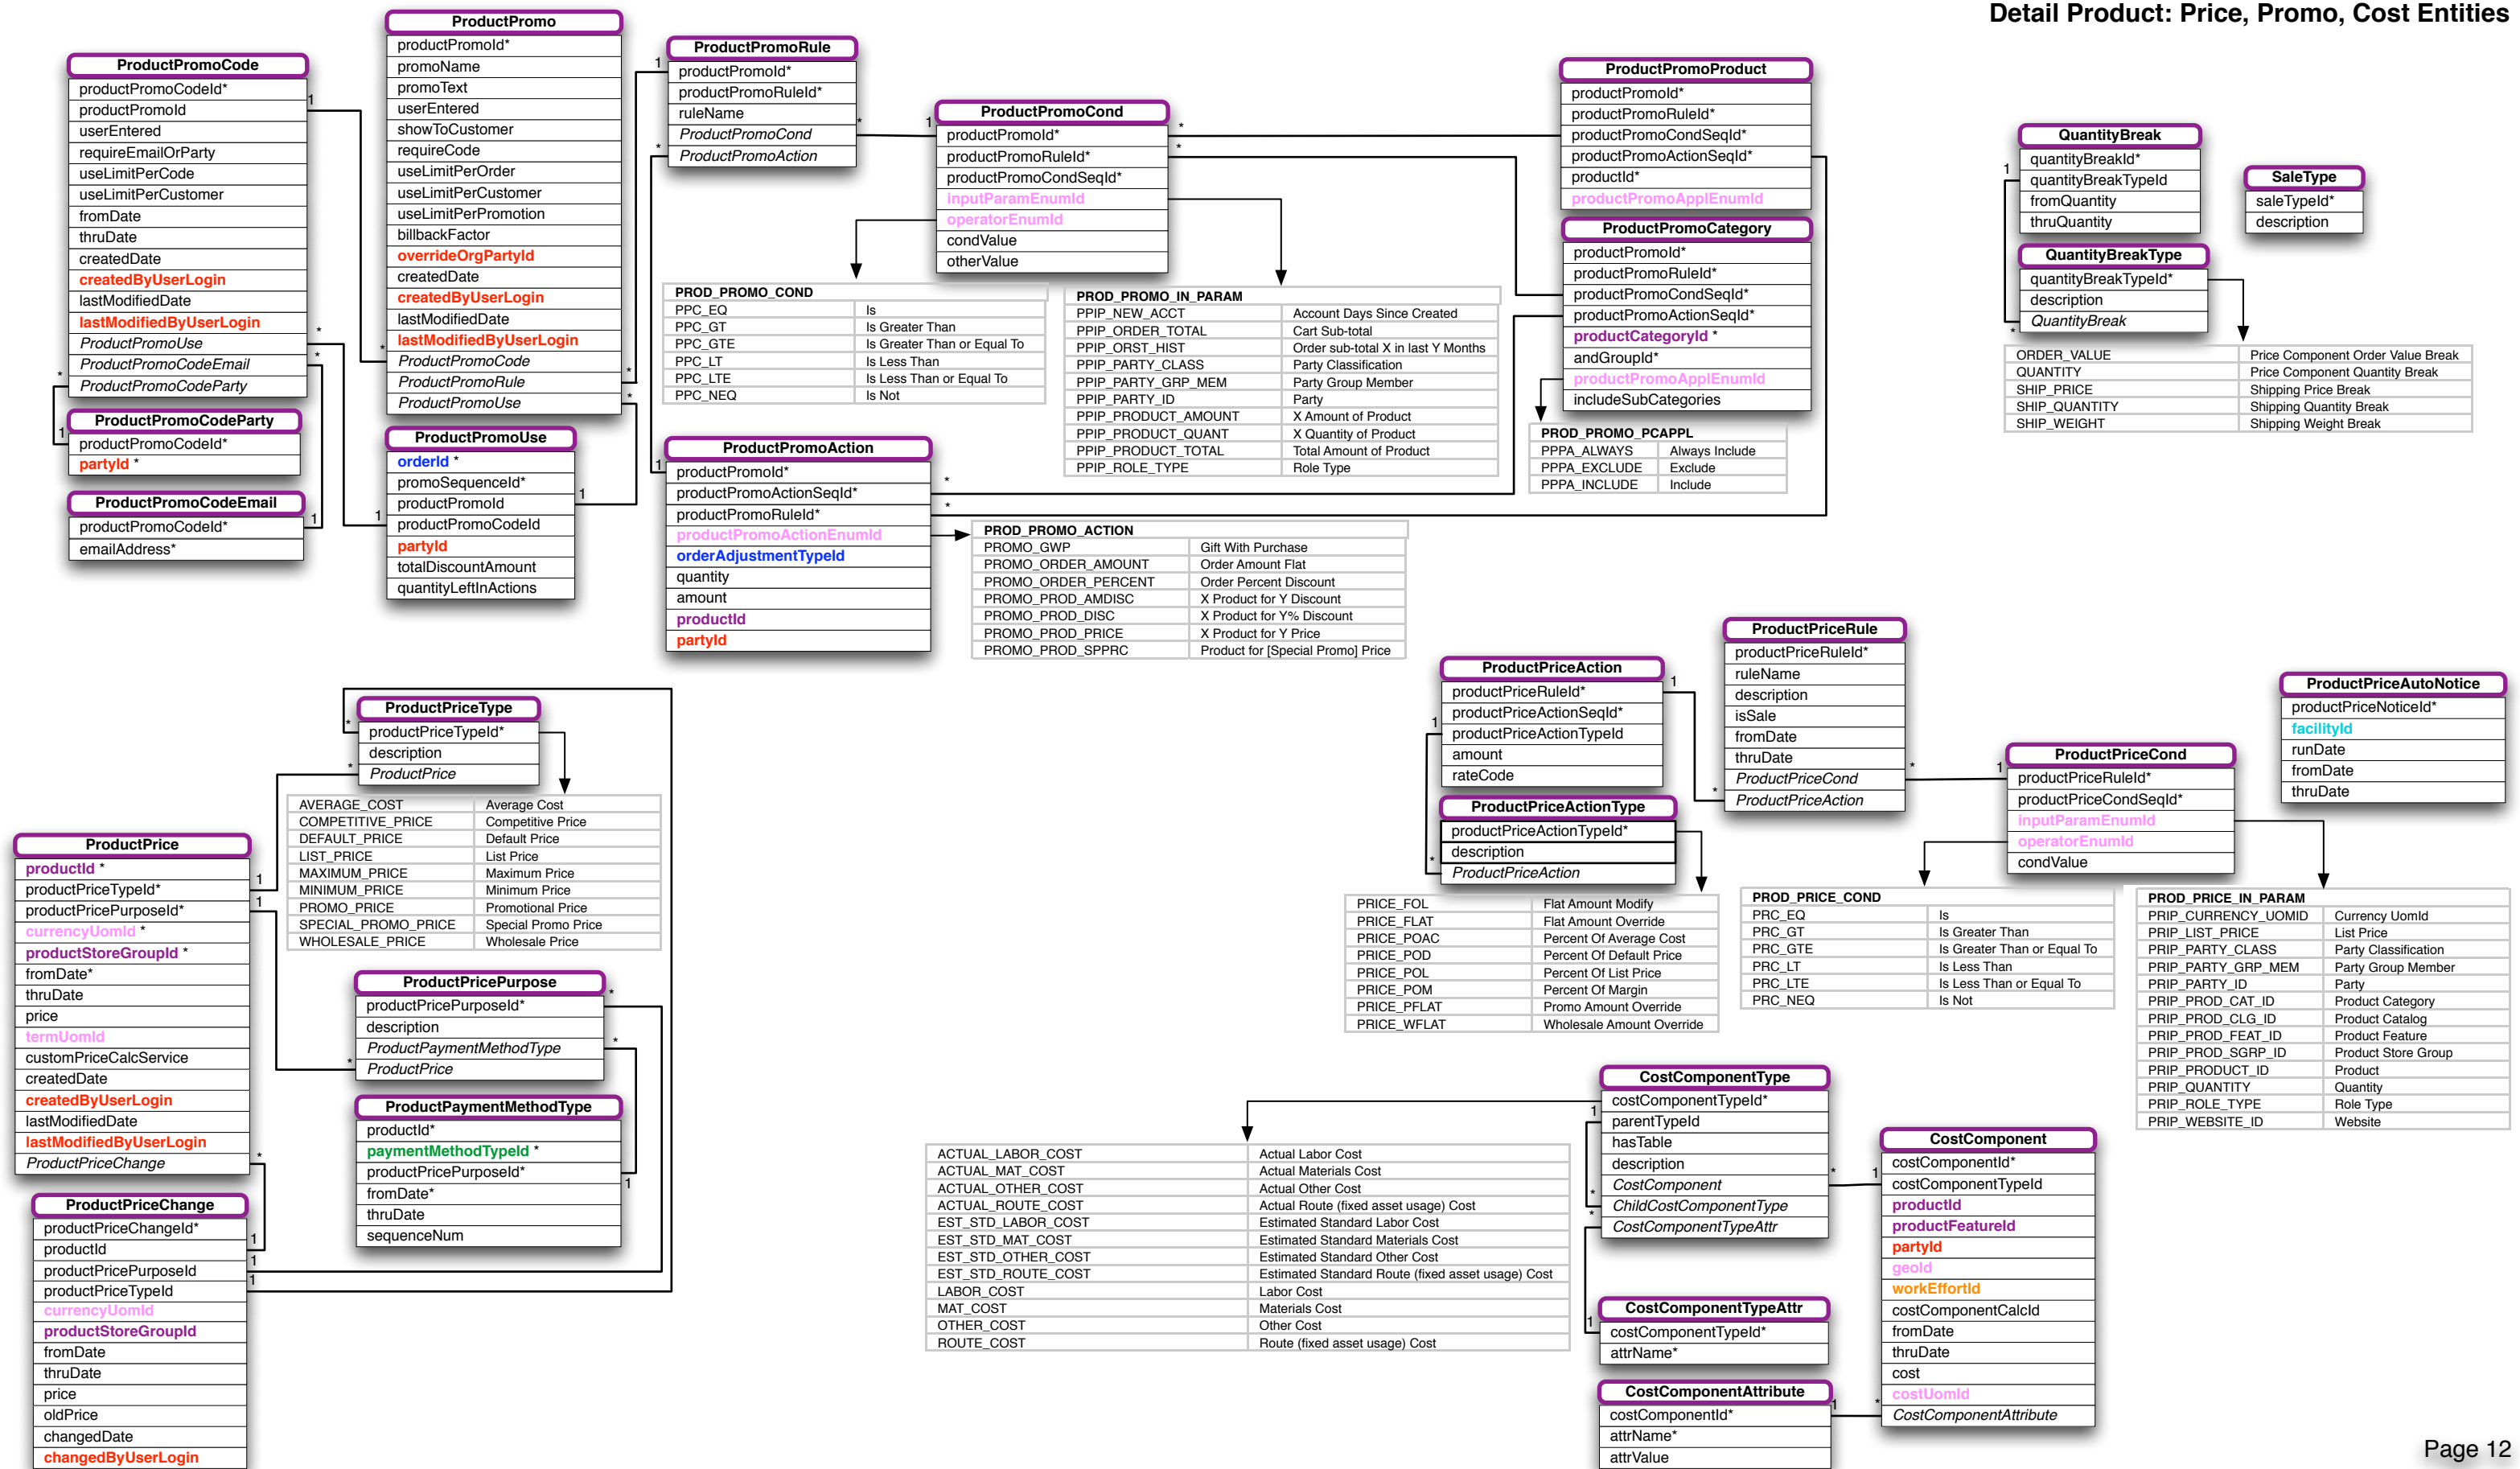 Detail Product: Price, Promo, Cost Entities
ProductPromoCode
productPromoCodeId*
productPromoId
userEntered
requireEmailOrParty
useLimitPerCode
useLimitPerCustomer
fromDate
thruDate
createdDate
createdByUserLogin
lastModifiedDate
lastModifiedByUserLogin
ProductPromoUse
ProductPromoCodeEmail
ProductPromoCodeParty
1
*
*
*
ProductPromoCodeParty
productPromoCodeId*
partyId *
1
ProductPromoCodeEmail
productPromoCodeId*
emailAddress*
1
ProductPromo
productPromoId*
promoName
promoText
userEntered
showToCustomer
requireCode
useLimitPerOrder
useLimitPerCustomer
useLimitPerPromotion
billbackFactor
overrideOrgPartyId
createdDate
createdByUserLogin
lastModifiedDate
lastModifiedByUserLogin
ProductPromoCode
ProductPromoRule
ProductPromoUse
*
*
*
ProductPromoUse
orderId *
promoSequenceId*
productPromoId
productPromoCodeId
partyId
totalDiscountAmount
quantityLeftInActions
1
1
ProductPromoRule
productPromoId*
productPromoRuleId*
ruleName
ProductPromoCond
ProductPromoAction
1
*
*
ProductPromoCond
productPromoId*
productPromoRuleId*
productPromoCondSeqId*
inputParamEnumId
operatorEnumId
condValue
otherValue
1
*
*
PROD_PROMO_COND
PPC_EQ Is
PPC_GT Is Greater Than
PPC_GTE Is Greater Than or Equal To
PPC_LT Is Less Than
PPC_LTE Is Less Than or Equal To
PPC_NEQ Is Not
PROD_PROMO_IN_PARAM
PPIP_NEW_ACCT Account Days Since Created
PPIP_ORDER_TOTAL Cart Sub-total
PPIP_ORST_HIST Order sub-total X in last Y Months
PPIP_PARTY_CLASS Party Classification
PPIP_PARTY_GRP_MEM Party Group Member
PPIP_PARTY_ID Party
PPIP_PRODUCT_AMOUNT X Amount of Product
PPIP_PRODUCT_QUANT X Quantity of Product
PPIP_PRODUCT_TOTAL Total Amount of Product
PPIP_ROLE_TYPE Role Type
ProductPromoAction
productPromoId*
productPromoActionSeqId*
productPromoRuleId*
productPromoActionEnumId
orderAdjustmentTypeId
quantity
amount
productId
partyId
1
*
*
PROD_PROMO_ACTION
PROMO_GWP Gift With Purchase
PROMO_ORDER_AMOUNT Order Amount Flat
PROMO_ORDER_PERCENT Order Percent Discount
PROMO_PROD_AMDISC X Product for Y Discount
PROMO_PROD_DISC X Product for Y% Discount
PROMO_PROD_PRICE X Product for Y Price
PROMO_PROD_SPPRC Product for [Special Promo] Price
ProductPromoProduct
productPromoId*
productPromoRuleId*
productPromoCondSeqId*
productPromoActionSeqId*
productId*
productPromoApplEnumId
ProductPromoCategory
productPromoId*
productPromoRuleId*
productPromoCondSeqId*
productPromoActionSeqId*
productCategoryId *
andGroupId*
productPromoApplEnumId
includeSubCategories
PROD_PROMO_PCAPPL
PPPA_ALWAYS Always Include
PPPA_EXCLUDE Exclude
PPPA_INCLUDE Include
QuantityBreak
quantityBreakId*
quantityBreakTypeId
fromQuantity
thruQuantity
1
QuantityBreakType
quantityBreakTypeId*
description
QuantityBreak
*
ORDER_VALUE Price Component Order Value Break
QUANTITY Price Component Quantity Break
SHIP_PRICE Shipping Price Break
SHIP_QUANTITY Shipping Quantity Break
SHIP_WEIGHT Shipping Weight Break
SaleType
saleTypeId*
description
ProductPriceType
productPriceTypeId*
description
ProductPrice
*
*
AVERAGE_COST Average Cost
COMPETITIVE_PRICE Competitive Price
DEFAULT_PRICE Default Price
LIST_PRICE List Price
MAXIMUM_PRICE Maximum Price
MINIMUM_PRICE Minimum Price
PROMO_PRICE Promotional Price
SPECIAL_PROMO_PRICE Special Promo Price
WHOLESALE_PRICE Wholesale Price
ProductPrice
productId *
productPriceTypeId*
productPricePurposeId*
currencyUomId *
productStoreGroupId *
fromDate*
thruDate
price
termUomId
customPriceCalcService
createdDate
createdByUserLogin
lastModifiedDate
lastModifiedByUserLogin
ProductPriceChange
1
1
*
ProductPriceChange
productPriceChangeId*
productId
productPricePurposeId
productPriceTypeId
currencyUomId
productStoreGroupId
fromDate
thruDate
price
oldPrice
changedDate
changedByUserLogin
1
1
1
ProductPricePurpose
productPricePurposeId*
description
ProductPaymentMethodType
ProductPrice
*
*
*
ProductPaymentMethodType
productId*
paymentMethodTypeId *
productPricePurposeId*
fromDate*
thruDate
sequenceNum
1
ProductPriceAction
productPriceRuleId*
productPriceActionSeqId*
productPriceActionTypeId
amount
rateCode
1
1
ProductPriceActionType
productPriceActionTypeId*
description
ProductPriceAction
*
PRICE_FOL Flat Amount Modify
PRICE_FLAT Flat Amount Override
PRICE_POAC Percent Of Average Cost
PRICE_POD Percent Of Default Price
PRICE_POL Percent Of List Price
PRICE_POM Percent Of Margin
PRICE_PFLAT Promo Amount Override
PRICE_WFLAT Wholesale Amount Override
ProductPriceRule
productPriceRuleId*
ruleName
description
isSale
fromDate
thruDate
ProductPriceCond
ProductPriceAction
*
*
ProductPriceCond
productPriceRuleId*
productPriceCondSeqId*
inputParamEnumId
operatorEnumId
condValue
1
PROD_PRICE_COND
PRC_EQ Is
PRC_GT Is Greater Than
PRC_GTE Is Greater Than or Equal To
PRC_LT Is Less Than
PRC_LTE Is Less Than or Equal To
PRC_NEQ Is Not
PROD_PRICE_IN_PARAM
PRIP_CURRENCY_UOMID Currency UomId
PRIP_LIST_PRICE List Price
PRIP_PARTY_CLASS Party Classification
PRIP_PARTY_GRP_MEM Party Group Member
PRIP_PARTY_ID Party
PRIP_PROD_CAT_ID Product Category
PRIP_PROD_CLG_ID Product Catalog
PRIP_PROD_FEAT_ID Product Feature
PRIP_PROD_SGRP_ID Product Store Group
PRIP_PRODUCT_ID Product
PRIP_QUANTITY Quantity
PRIP_ROLE_TYPE Role Type
PRIP_WEBSITE_ID Website
ProductPriceAutoNotice
productPriceNoticeId*
facilityId
runDate
fromDate
thruDate
CostComponentType
costComponentTypeId*
parentTypeId
hasTable
description
CostComponent
ChildCostComponentType
CostComponentTypeAttr
1
*
*
*
ACTUAL_LABOR_COST Actual Labor Cost
ACTUAL_MAT_COST Actual Materials Cost
ACTUAL_OTHER_COST Actual Other Cost
ACTUAL_ROUTE_COST Actual Route (fixed asset usage) Cost
EST_STD_LABOR_COST Estimated Standard Labor Cost
EST_STD_MAT_COST Estimated Standard Materials Cost
EST_STD_OTHER_COST Estimated Standard Other Cost
EST_STD_ROUTE_COST Estimated Standard Route (fixed asset usage) Cost
LABOR_COST Labor Cost
MAT_COST Materials Cost
OTHER_COST Other Cost
ROUTE_COST Route (fixed asset usage) Cost
CostComponentTypeAttr
costComponentTypeId*
attrName*
1
CostComponentAttribute
costComponentId*
attrName*
attrValue
1
CostComponent
costComponentId*
costComponentTypeId
productId
productFeatureId
partyId
geoId
workEffortId
costComponentCalcId
fromDate
thruDate
cost
costUomId
CostComponentAttribute
1
*
Page 12